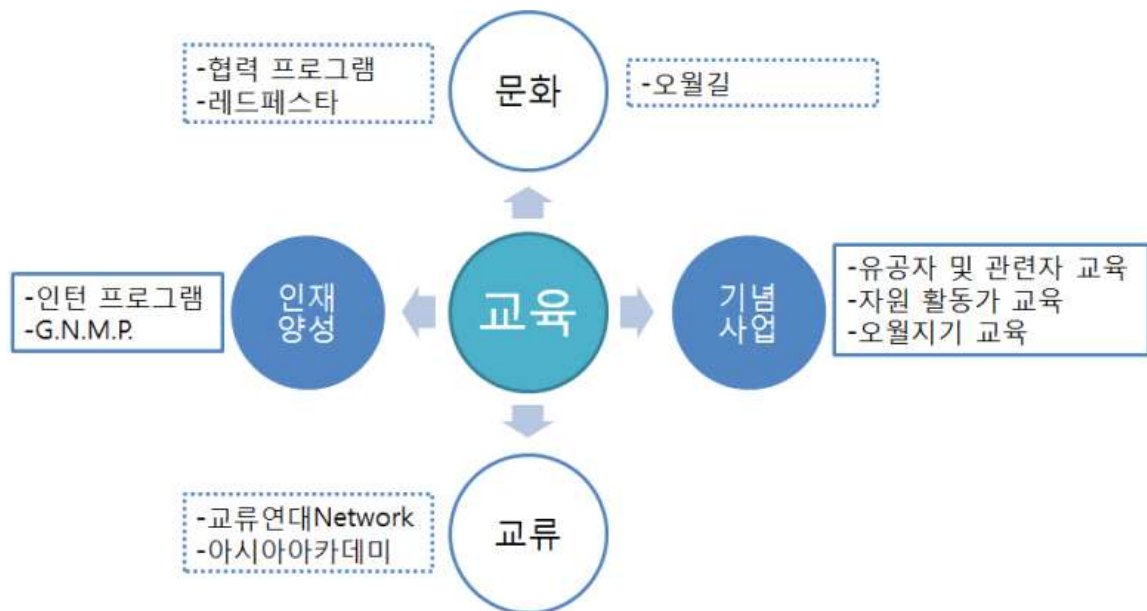 -협력 프로그램
-레드페스타
문화
-오월길
-인턴 프로그램
-G.N.M.P.
인재
양성
교육
기념
사업
-유공자 및 관련자 교육
-자원 활동가 교육
-오월지기 교육
-교류연대Network
-아시아아카데미
교류